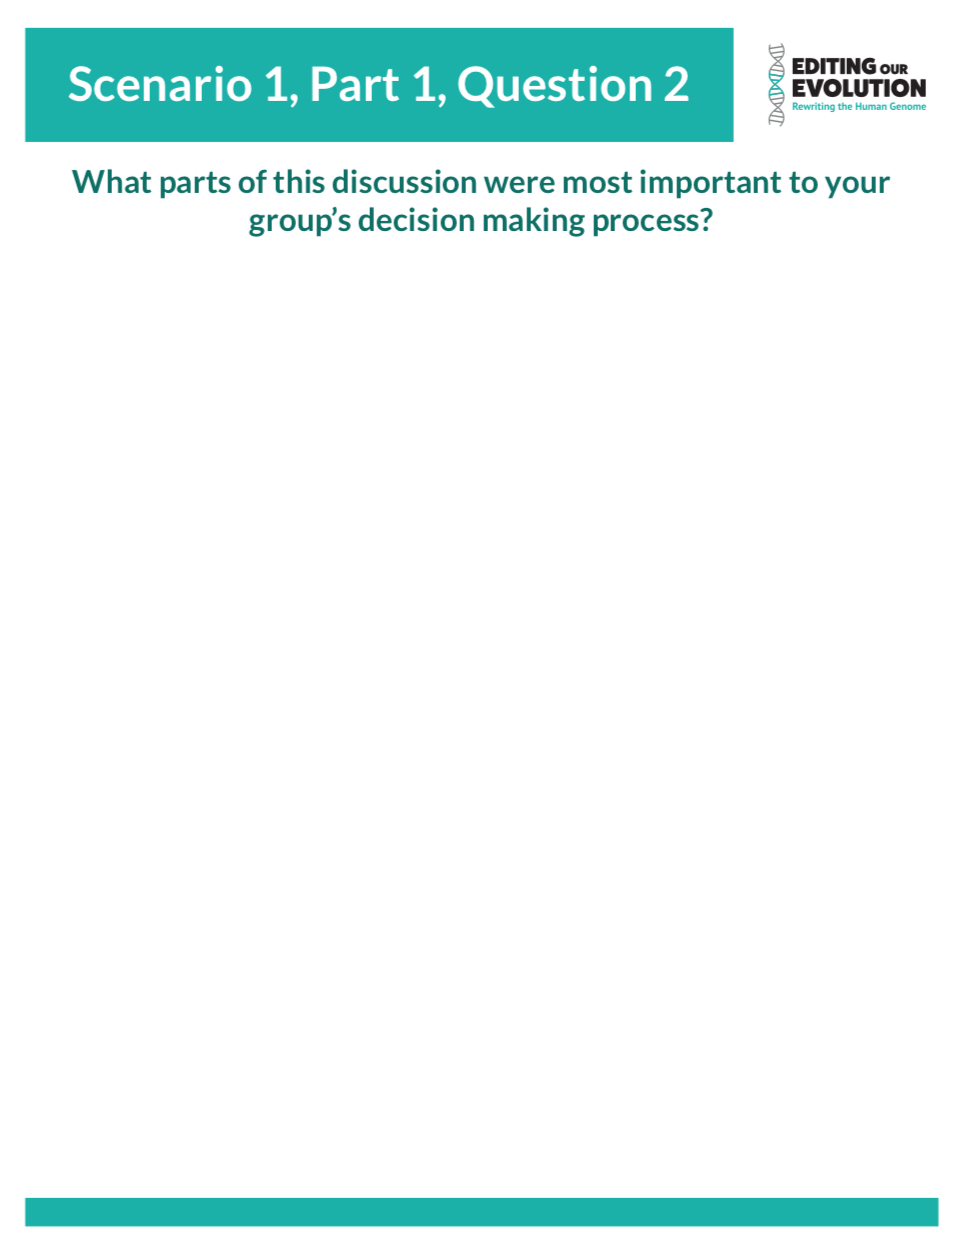 Scenario 1, Part 1, Question 2
EDITING OUR
EVOLUTION
Rewriting the Human Genome
What parts of this discussion were most important to your
group’s decision making process?